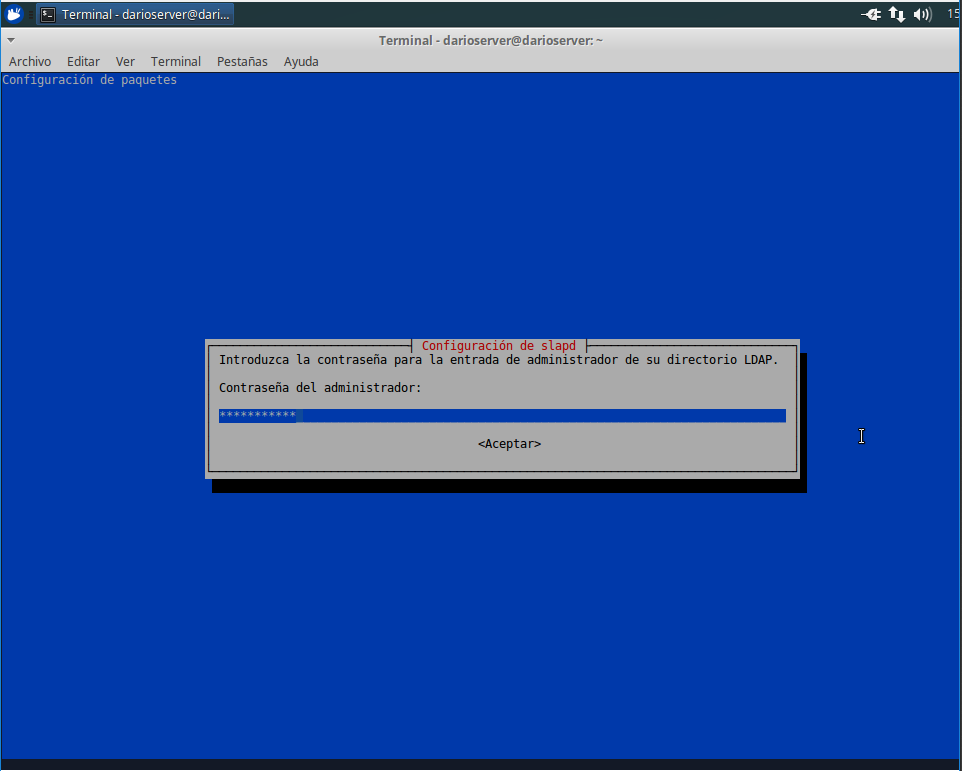 Terminal - darioserver@dari...
15
Terminal - darioserver@darioserver: ~
Archivo Editar Ver Terminal Pestañas Ayuda
Configuración de paquetes
Configuración de slapd
Introduzca la contraseña para la entrada de administrador de su directorio LDAP.
Contraseña del administrador:
***********
<Aceptar>